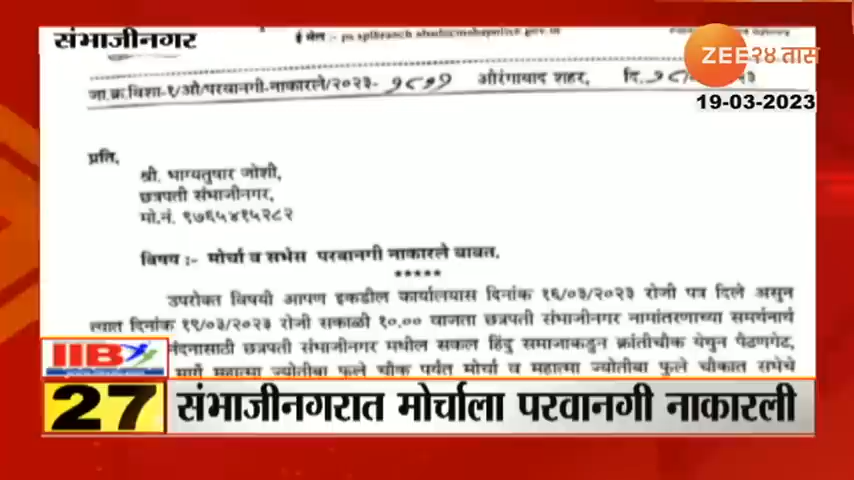 संभाजीनगर
ई मेल :-
ZEE २४ तास
जा.क्र.विशा-१/औ/परवानगी-नाकारले/२०२३- औरंगाबाद शहर, दि.
19-03-2023
प्रति,
श्री. भाग्यतुषार जोशी,
छत्रपती संभाजीनगर,
मो.नं. ९७६५४१५२८२
विषय :- मोर्चा व सभेस परवानगी नाकारले बाबत.
*****
उपरोक्त विषयी आपण इकडील कार्यालयास दिनांक १६/०३/२०२३ रोजी पत्र दिले असुन
त्यात दिनांक १९/०३/२०२३ रोजी सकाळी १०.०० वाजता छत्रपती संभाजीनगर नामांतरणाच्या समर्थनार्थ
नंदनासाठी छत्रपती संभाजीनगर मधील सकल हिंदु समाजाकडुन क्रांतीचौक येथुन पैठणगेट,
मार्गे महात्मा ज्योतीबा फुले चौक पर्यंत मोर्चा व महात्मा ज्योतीबा फुले चौकात सभेचे
27 संभाजीनगरात मोर्चाला परवानगी नाकारली